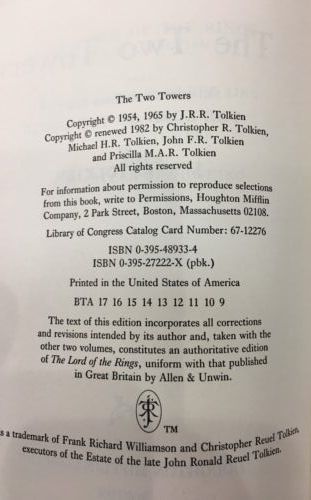 The Two Towers
Copyright © 1954, 1965 by J.R.R. Tolkien
Copyright © renewed 1982 by Christopher R. Tolkien,
Michael H.R. Tolkien, John F.R. Tolkien
and Priscilla M.A.R. Tolkien
All rights reserved
For information about permission to reproduce selections
from this book, write to Permissions, Houghton Mifflin
Company, 2 Park Street, Boston, Massachusetts 02108.
Library of Congress Catalog Card Number: 67-12276
ISBN 0-395-48933-4
ISBN 0-395-27222-X (pbk.)
Printed in the United States of America
BTA 17 16 15 14 13 12 11 10 9
The text of this edition incorporates all corrections
and revisions intended by its author and, taken with the
other two volumes, constitutes an authoritative edition
of The Lord of the Rings, uniform with that published
in Great Britain by Allen & Unwin.
TM
s a trademark of Frank Richard Williamson and Christopher Reuel Tolkien,
executors of the Estate of the late John Ronald Reuel Tolkien.